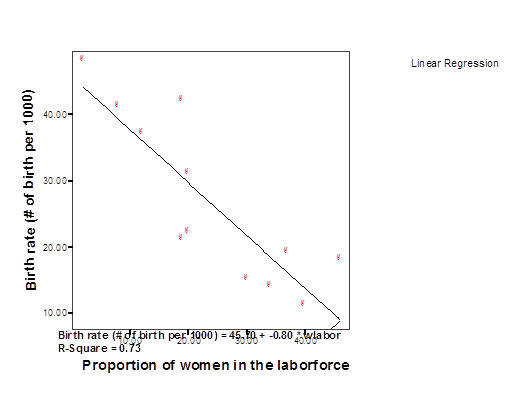 Linear Regression
Birth rate (# of birth per 1000)
40.00
30.00
20.00
10.00
10.00 20.00 30.00 40.00
Birth rate (# of birth per 1000) = 45.70 + -0.80 * wlabor
R-Square = 0.73
Proportion of women in the laborforce